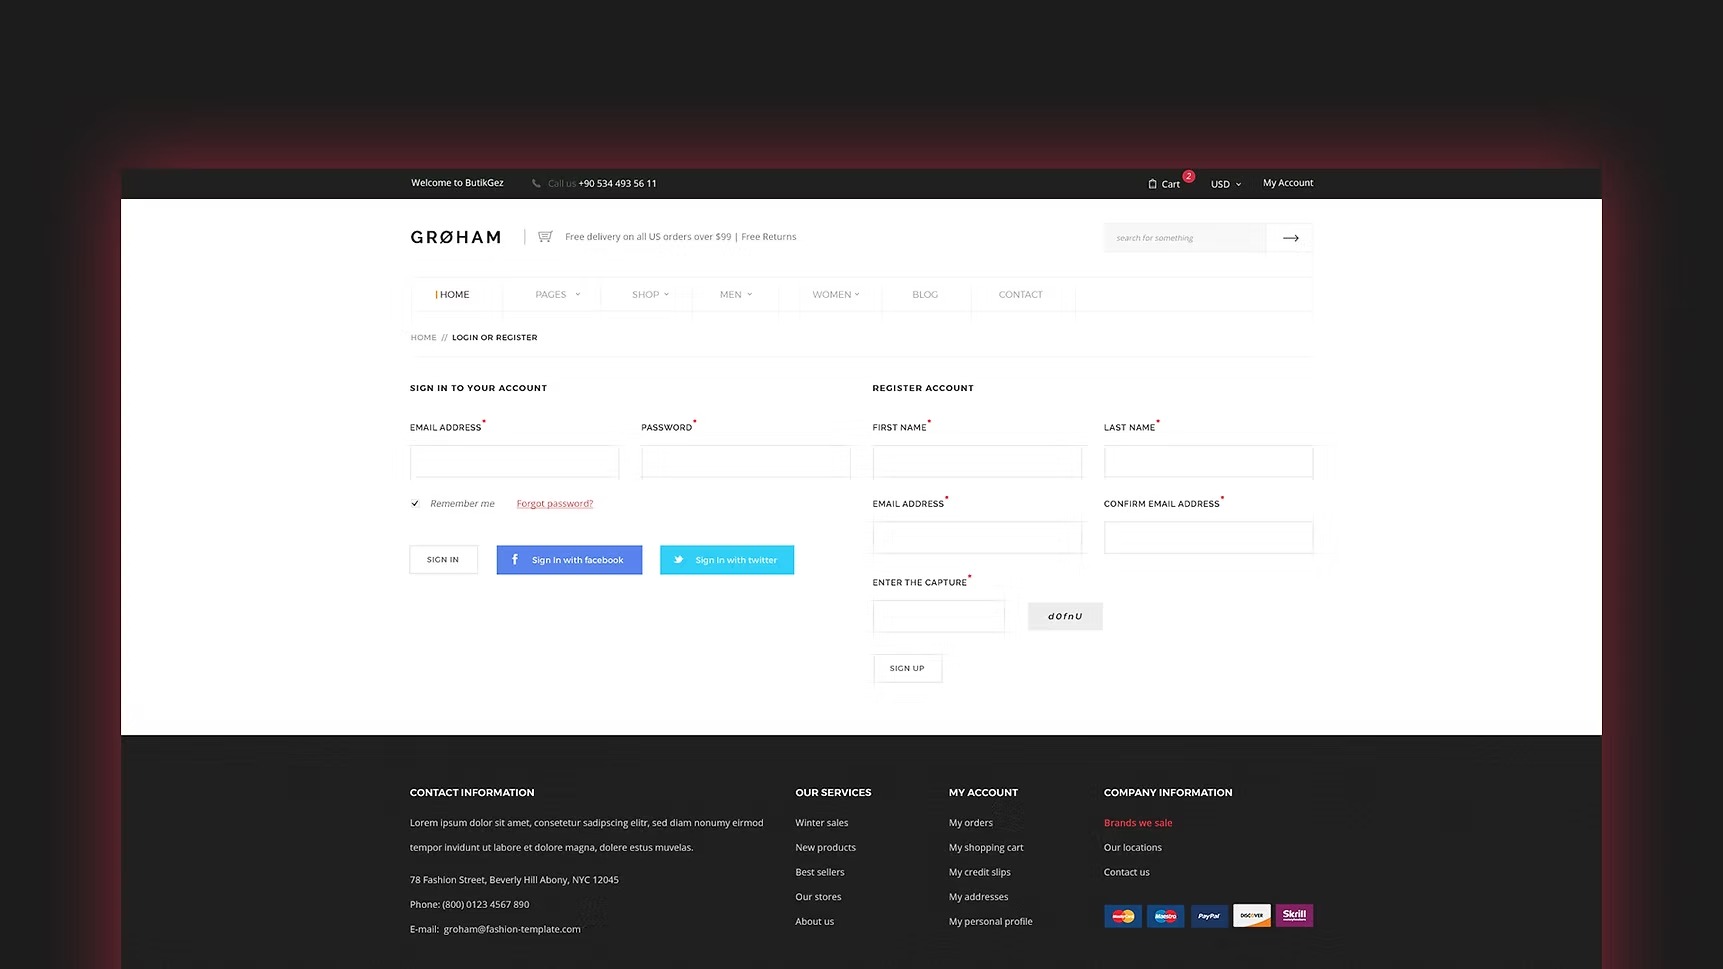 Welcome to ButikGez
Call us +90 534 493 56 11
Cart 2
USD
My Account
GRØHAM
Free delivery on all US orders over $99 | Free Returns
search for something
HOME
PAGES
SHOP
MEN
WOMEN
BLOG
CONTACT
HOME // LOGIN OR REGISTER
SIGN IN TO YOUR ACCOUNT
EMAIL ADDRESS*
PASSWORD*
Remember me
Forgot password?
SIGN IN
f Sign in with facebook
Sign in with twitter
REGISTER ACCOUNT
FIRST NAME*
LAST NAME*
EMAIL ADDRESS*
CONFIRM EMAIL ADDRESS*
ENTER THE CAPTURE*
dOfnU
SIGN UP
CONTACT INFORMATION
Lorem ipsum dolor sit amet, consetetur sadipscing elitr, sed diam nonumy eirmod
tempor invidunt ut labore et dolore magna, dolere estus muvelas.
78 Fashion Street, Beverly Hill Abony, NYC 12045
Phone: (800) 0123 4567 890
E-mail: groham@fashion-template.com
OUR SERVICES
Winter sales
New products
Best sellers
Our stores
About us
MY ACCOUNT
My orders
My shopping cart
My credit slips
My addresses
My personal profile
COMPANY INFORMATION
Brands we sale
Our locations
Contact us
MasterCard
Maestro
PayPal
DISCOVER
Skrill